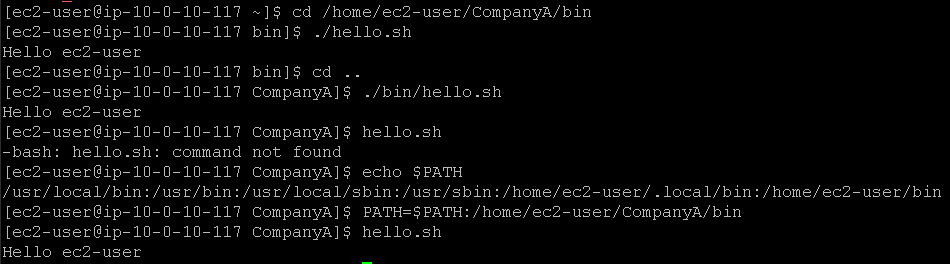 [ec2-user@ip-10-0-10-117 ~]$ cd /home/ec2-user/CompanyA/bin
[ec2-user@ip-10-0-10-117 bin]$ ./hello.sh
Hello ec2-user
[ec2-user@ip-10-0-10-117 bin]$ cd ..
[ec2-user@ip-10-0-10-117 CompanyA]$ ./bin/hello.sh
Hello ec2-user
[ec2-user@ip-10-0-10-117 CompanyA]$ hello.sh
-bash: hello.sh: command not found
[ec2-user@ip-10-0-10-117 CompanyA]$ echo $PATH
/usr/local/bin:/usr/bin:/usr/local/sbin:/usr/sbin:/home/ec2-user/.local/bin:/home/ec2-user/bin
[ec2-user@ip-10-0-10-117 CompanyA]$ PATH=$PATH:/home/ec2-user/CompanyA/bin
[ec2-user@ip-10-0-10-117 CompanyA]$ hello.sh
Hello ec2-user